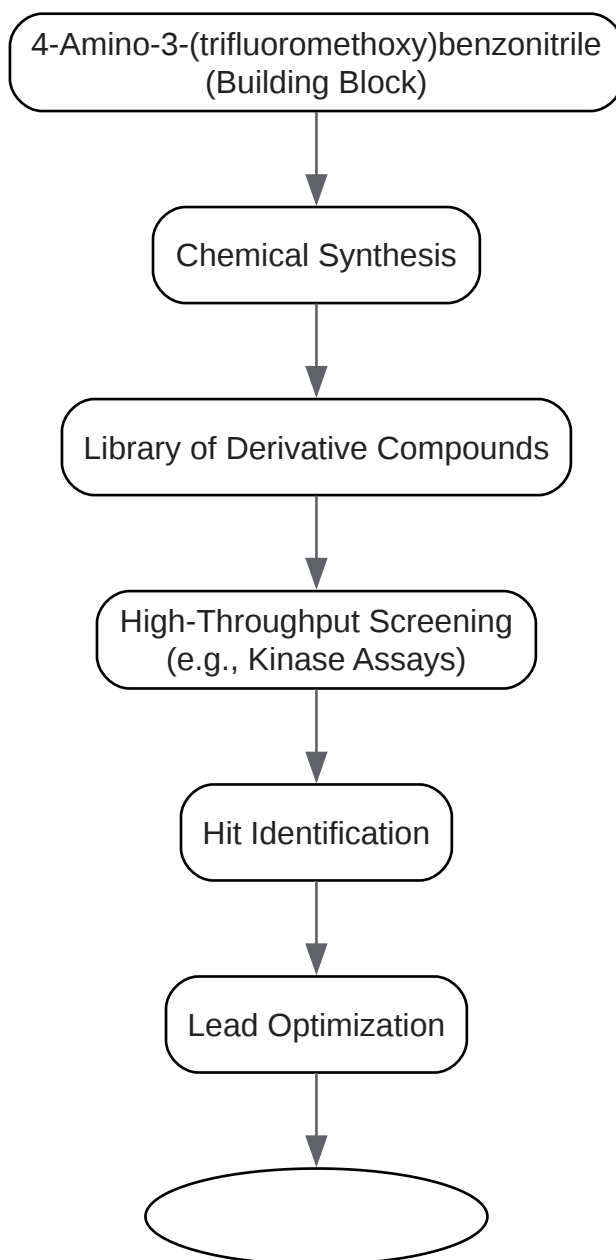 4-Amino-3-(trifluoromethoxy)benzonitrile
(Building Block)
Chemical Synthesis
Library of Derivative Compounds
High-Throughput Screening
(e.g., Kinase Assays)
Hit Identification
Lead Optimization